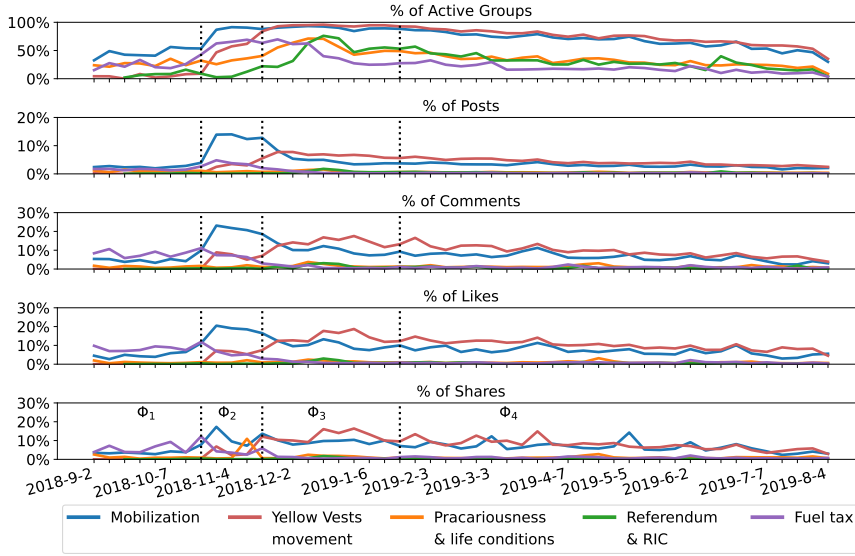 % of Active Groups
100%
50%
0%
% of Posts
20%
10%
0%
% of Comments
30%
20%
10%
0%
% of Likes
30%
20%
10%
0%
% of Shares
30%
20%
10%
0%
Φ1 Φ2 Φ3 Φ4
2018-9-2 2018-10-7 2018-11-4 2018-12-2 2019-1-6 2019-2-3 2019-3-3 2019-4-7 2019-5-5 2019-6-2 2019-7-7 2019-8-4
Mobilization Yellow Vests Pracariousness Referendum Fuel tax
movement & life conditions & RIC